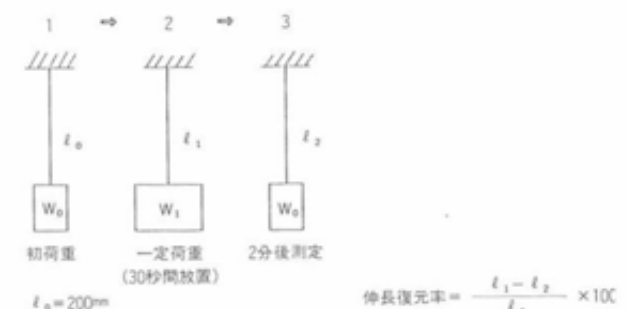 1 ⇒ 2 ⇒ 3
ℓ₀ ℓ₁ ℓ₂
W₀ W₁ W₀
初荷重 一定荷重 2分後測定
(30秒間放置)
ℓ₀=200mm
伸長復元率= ℓ₁-ℓ₂ ×100